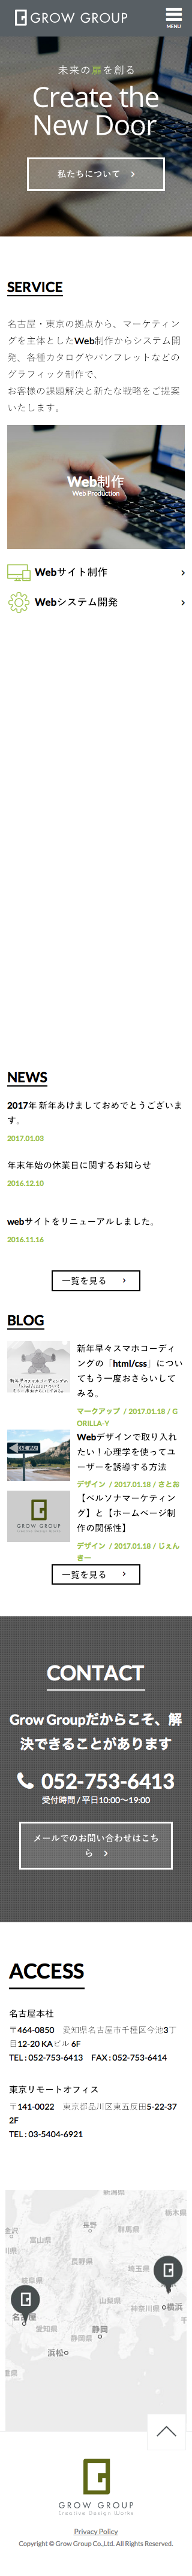 GROW GROUP
MENU
未来の扉を創る
Create the
New Door
私たちについて
SERVICE
名古屋・東京の拠点から、マーケティン
グを主体としたWeb制作からシステム開
発、各種カタログやパンフレットなどの
グラフィック制作で、
お客様の課題解決と新たな戦略をご提案
いたします。
Web制作
Web Production
Webサイト制作
Webシステム開発
NEWS
2017年 新年あけましておめでとうございま
す。
2017.01.03
年末年始の休業日に関するお知らせ
2016.12.10
webサイトをリニューアルしました。
2016.11.16
一覧を見る
BLOG
新年早々スマホコーディ
ングの「html/css」につい
てもう一度おさらいして
みる。
マークアップ / 2017.01.18 / G
ORILLA-Y
Webデザインで取り入れ
たい！心理学を使ってユ
ーザーを誘導する方法
デザイン / 2017.01.18 / さとお
ONE WAY
【ペルソナマーケティン
グ】と【ホームページ制
作の関係性】
デザイン / 2017.01.18 / じぇん
きー
GROW GROUP
一覧を見る
CONTACT
Grow Groupだからこそ、解
決できることがあります
052-753-6413
受付時間 / 平日10:00〜19:00
メールでのお問い合わせはこち
ら
ACCESS
名古屋本社
〒464-0850 愛知県名古屋市千種区今池3丁
目12-20 KAビル 6F
TEL : 052-753-6413 FAX : 052-753-6414
東京リモートオフィス
〒141-0022 東京都品川区東五反田5-22-37
2F
TEL : 03-5404-6921
新潟県
栃木県
長野
群馬県
富山県
長野県
埼玉県
山梨県
神奈川県
横浜
岐阜県
名古屋
愛知県
静岡
静岡県
浜松
GROW GROUP
Creative Design Works
Privacy Policy
Copyright © Grow Group Co.,Ltd. All Rights Reserved.